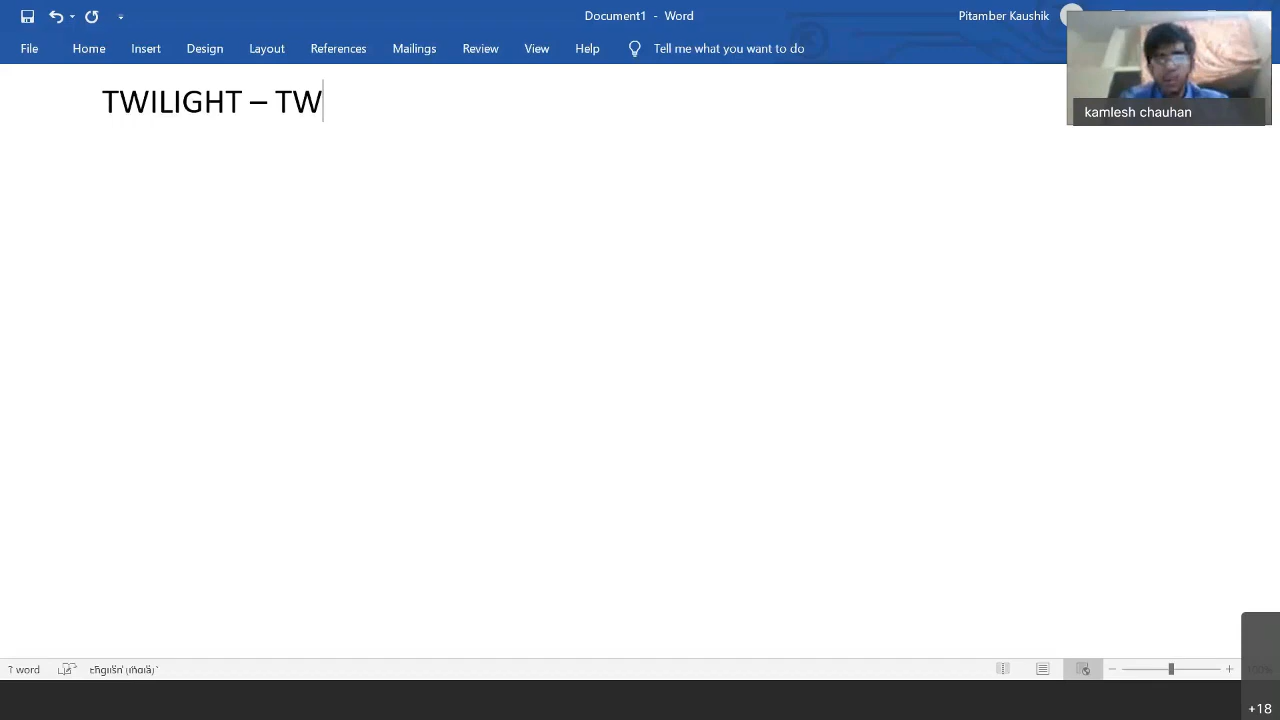 Document1 - Word
Pitamber Kaushik
File Home Insert Design Layout References Mailings Review View Help Tell me what you want to do
kamlesh chauhan
TWILIGHT – TW
word
+18